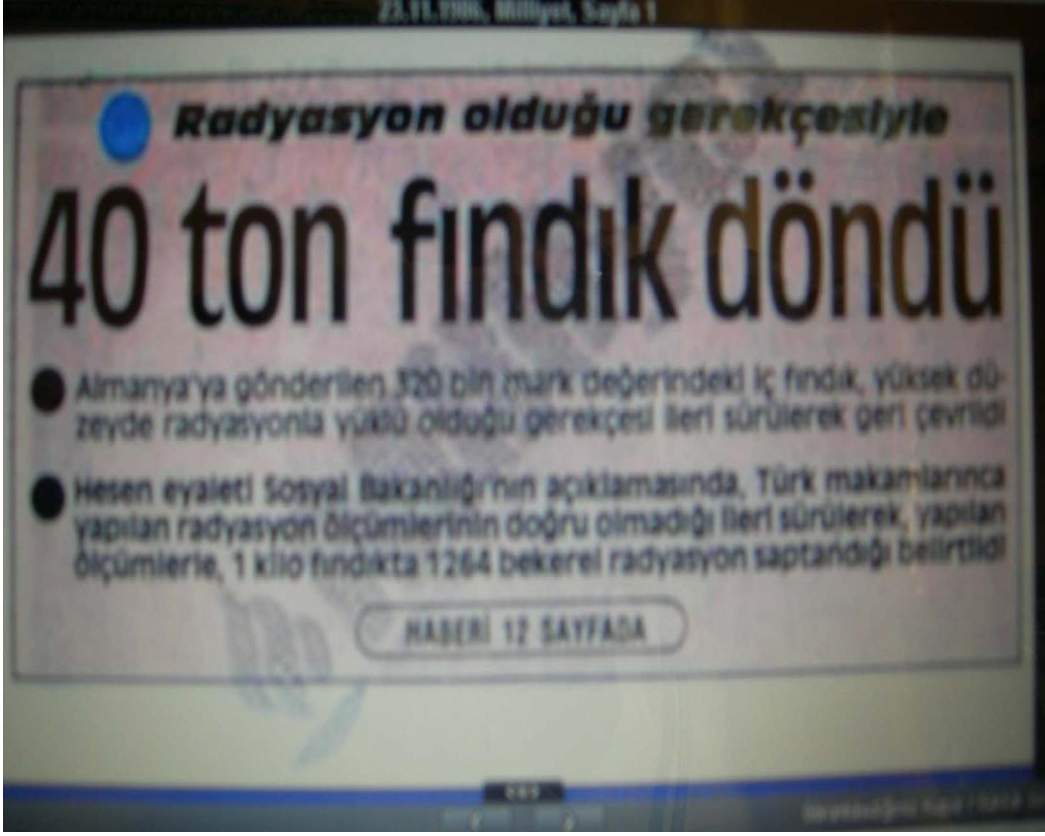 23.11.1986, Milliyet, Sayfa 1
Radyasyon olduğu gerekçesiyle
40 ton fındık döndü
Almanya'ya gönderilen 320 bin mark değerindeki iç fındık, yüksek dü-
zeyde radyasyonla yüklü olduğu gerekçesi ileri sürülerek geri çevrildi
Hesen eyaleti Sosyal Bakanlığı'nın açıklamasında, Türk makamlarınca
yapılan radyasyon ölçümlerinin doğru olmadığı ileri sürülerek, yapılan
ölçümlerle, 1 kilo fındıkta 1264 bekerel radyasyon saptandığı belirtildi
HABERİ 12 SAYFADA